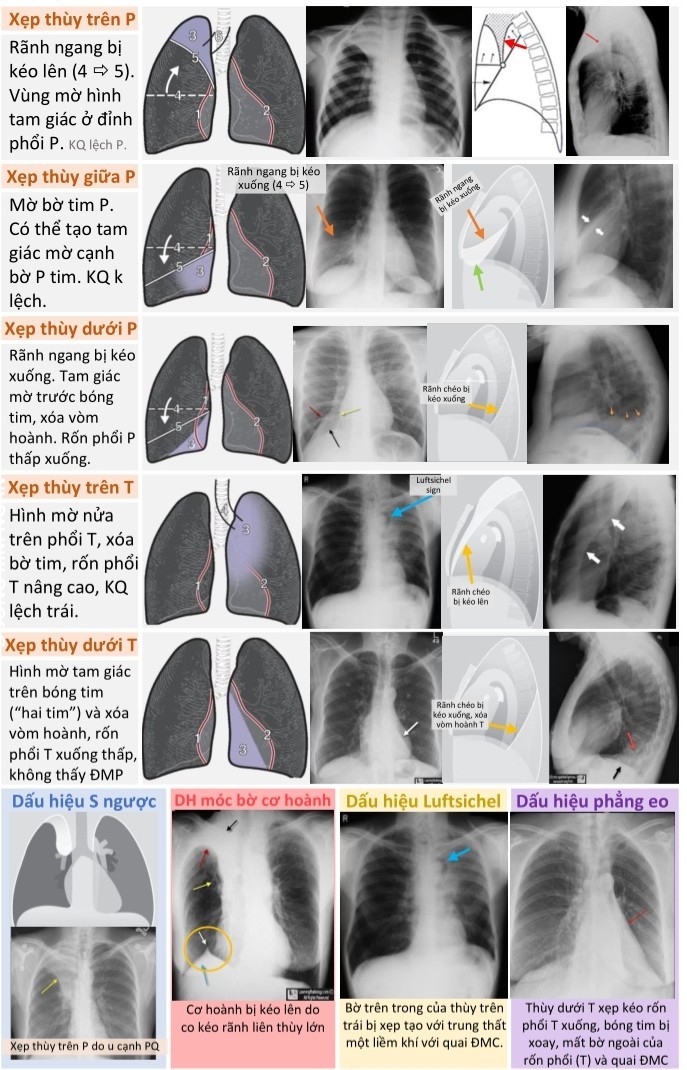 Xẹp thùy trên P
Rãnh ngang bị
kéo lên (4 ⇨ 5).
Vùng mờ hình
tam giác ở đỉnh
phổi P. KQ lệch P.
3
6
5
4
1
2
Xẹp thùy giữa P
Mờ bờ tim P.
Có thể tạo tam
giác mờ cạnh
bờ P tim. KQ k
lệch.
1
4
5
3
2
Rãnh ngang bị kéo
xuống (4 ⇨ 5)
Rãnh ngang
bị kéo xuống
Xẹp thùy dưới P
Rãnh ngang bị kéo
xuống. Tam giác
mờ trước bóng
tim, xóa vòm
hoành. Rốn phổi P
thấp xuống.
1
4
5
3
2
Rãnh chéo bị
kéo xuống
Xẹp thùy trên T
Hình mờ nửa
trên phổi T, xóa
bờ tim, rốn phổi
T nâng cao, KQ
lệch trái.
4
3
1
2
R
Luftsichel
sign
Rãnh chéo
bị kéo lên
Xẹp thùy dưới T
Hình mờ tam giác
trên bóng tim
(“hai tim”) và xóa
vòm hoành, rốn
phổi T xuống thấp,
không thấy ĐMP
1
2
3
L
Rãnh chéo bị
kéo xuống, xóa
vòm hoành T
Dấu hiệu S ngược
Xẹp thùy trên P do u cạnh PQ
DH móc bờ cơ hoành
Cơ hoành bị kéo lên do
co kéo rãnh liên thùy lớn
Dấu hiệu Luftsichel
R
Bờ trên trong của thùy trên
trái bị xẹp tạo với trung thất
một liềm khí với quai ĐMC.
Dấu hiệu phẳng eo
Thùy dưới T xẹp kéo rốn
phổi T xuống, bóng tim bị
xoay, mất bờ ngoài của
rốn phổi (T) và quai ĐMC